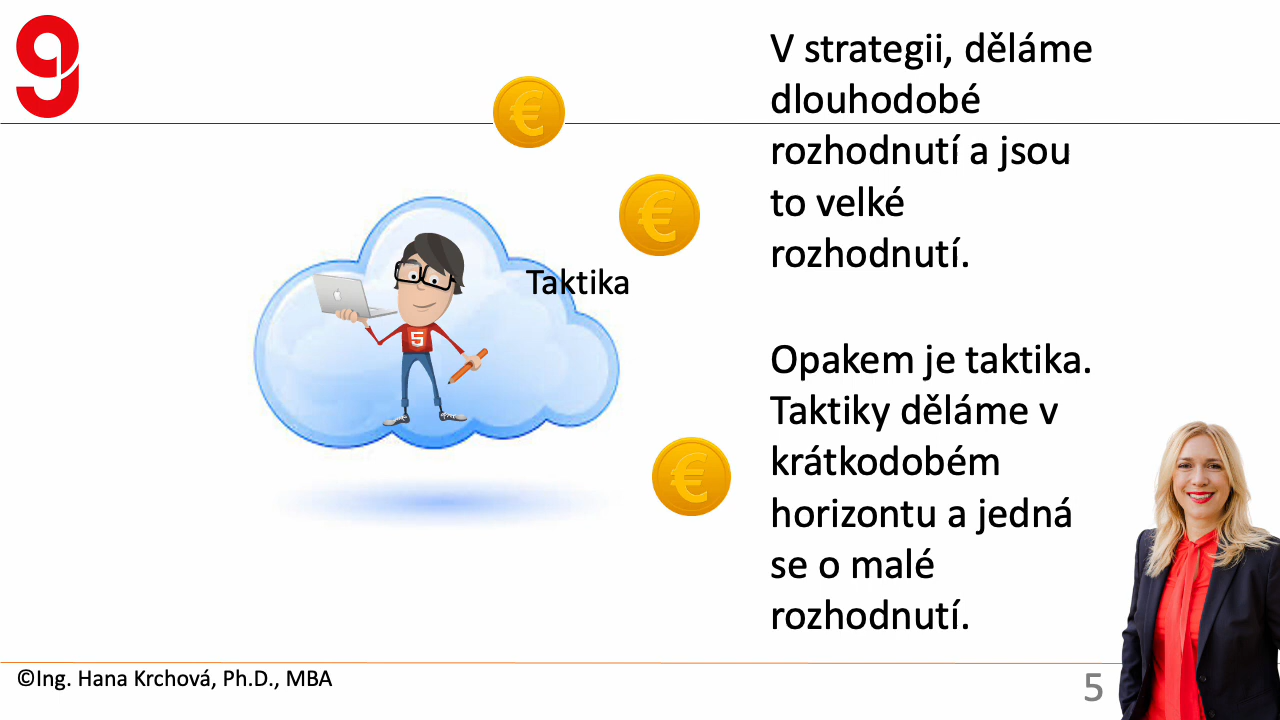 V strategii, děláme
dlouhodobé
rozhodnutí a jsou
to velké
rozhodnutí.
Taktika
Opakem je taktika.
Taktiky děláme v
krátkodobém
horizontu a jedná
se o malé
rozhodnutí.
©Ing. Hana Krchová, Ph.D., MBA
5